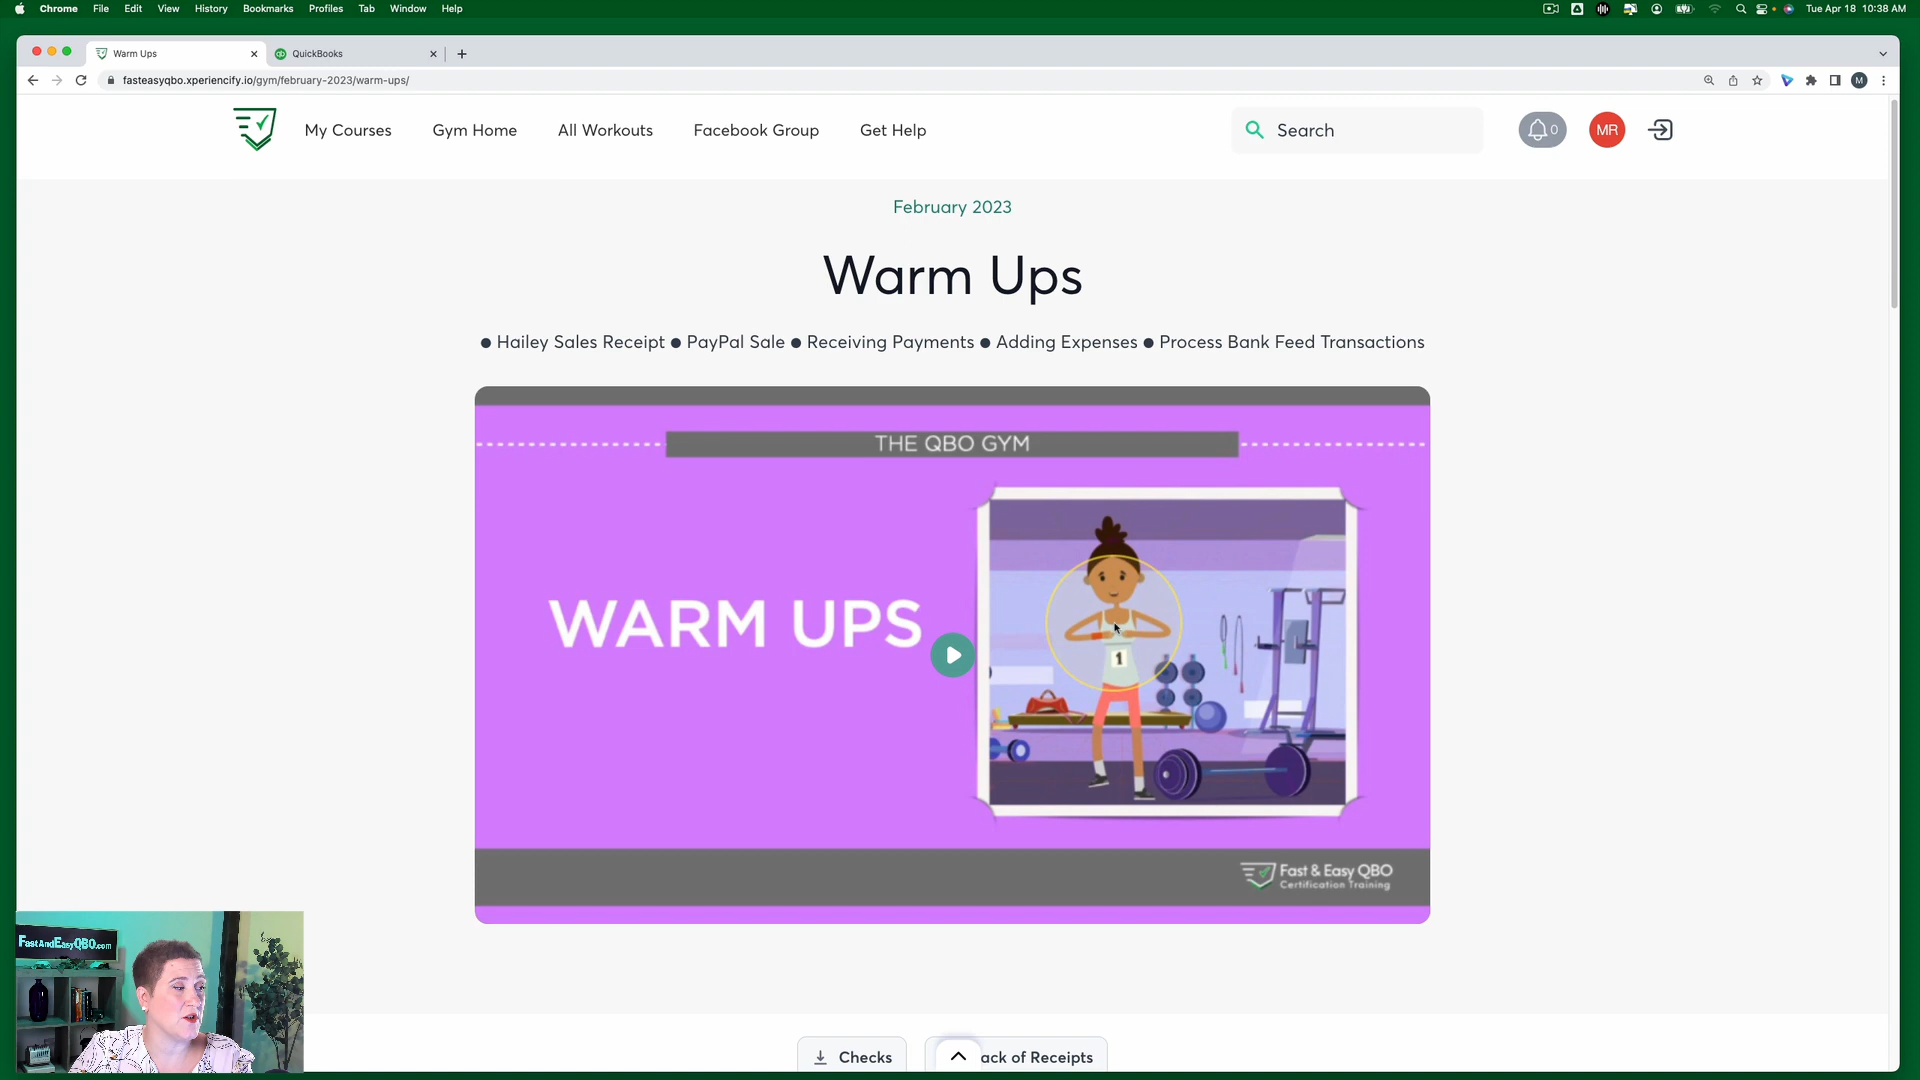 Chrome File Edit View History Bookmarks Profiles Tab Window Help Tue Apr 18 10:38 AM
Warm Ups QuickBooks
fasteasyqbo.xperiencify.io/gym/february-2023/warm-ups/ M
My Courses Gym Home All Workouts Facebook Group Get Help Search 0 MR
February 2023
Warm Ups
● Hailey Sales Receipt ● PayPal Sale ● Receiving Payments ● Adding Expenses ● Process Bank Feed Transactions
THE QBO GYM
WARM UPS
1
Fast & Easy QBO
Certification Training
FastAndEasyQBO.com
Checks ack of Receipts